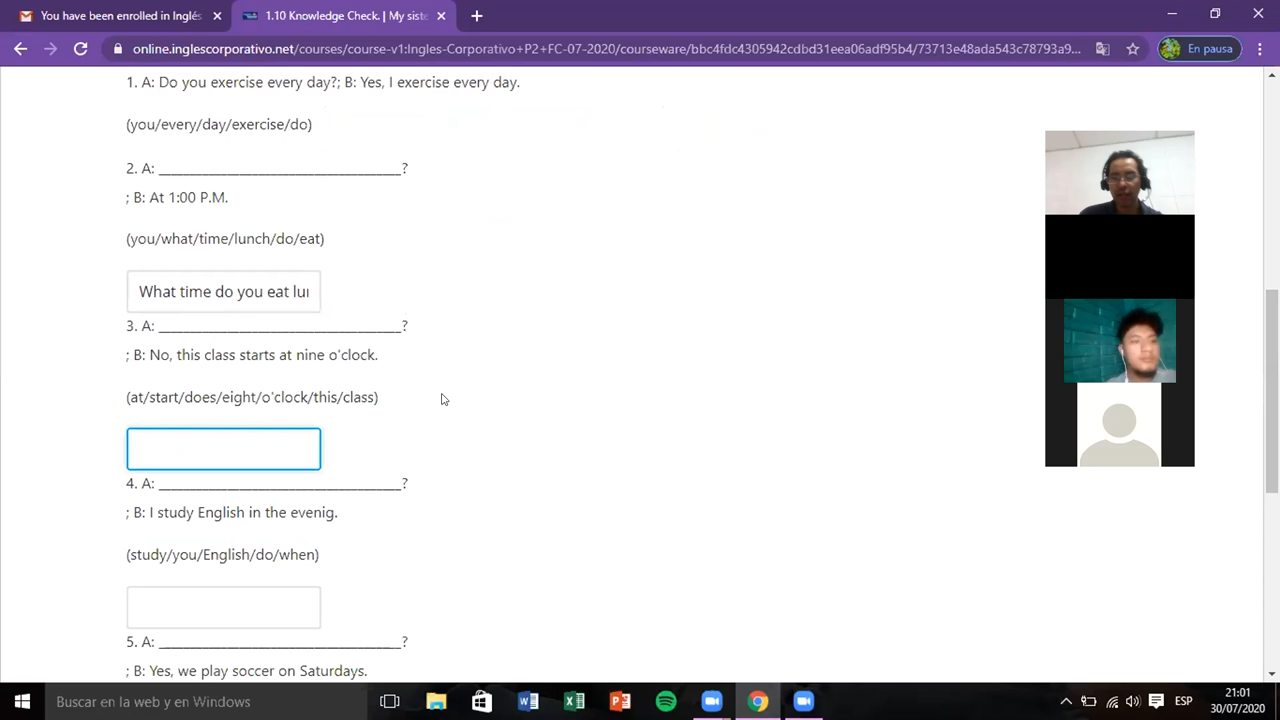 You have been enrolled in Inglés
1.10 Knowledge Check. | My siste
online.inglescorporativo.net/courses/course-v1:Ingles-Corporativo+P2+FC-07-2020/courseware/bbc4fdc4305942cdbd31eea06adf95b4/73713e48ada543c78793a9...
En pausa
1. A: Do you exercise every day?; B: Yes, I exercise every day.
(you/every/day/exercise/do)
2. A: ______________________________?
; B: At 1:00 P.M.
(you/what/time/lunch/do/eat)
What time do you eat lu
3. A: ______________________________?
; B: No, this class starts at nine o'clock.
(at/start/does/eight/o'clock/this/class)
4. A: ______________________________?
; B: I study English in the evenig.
(study/you/English/do/when)
5. A: ______________________________?
; B: Yes, we play soccer on Saturdays.
Buscar en la web y en Windows
ESP
21:01
30/07/2020